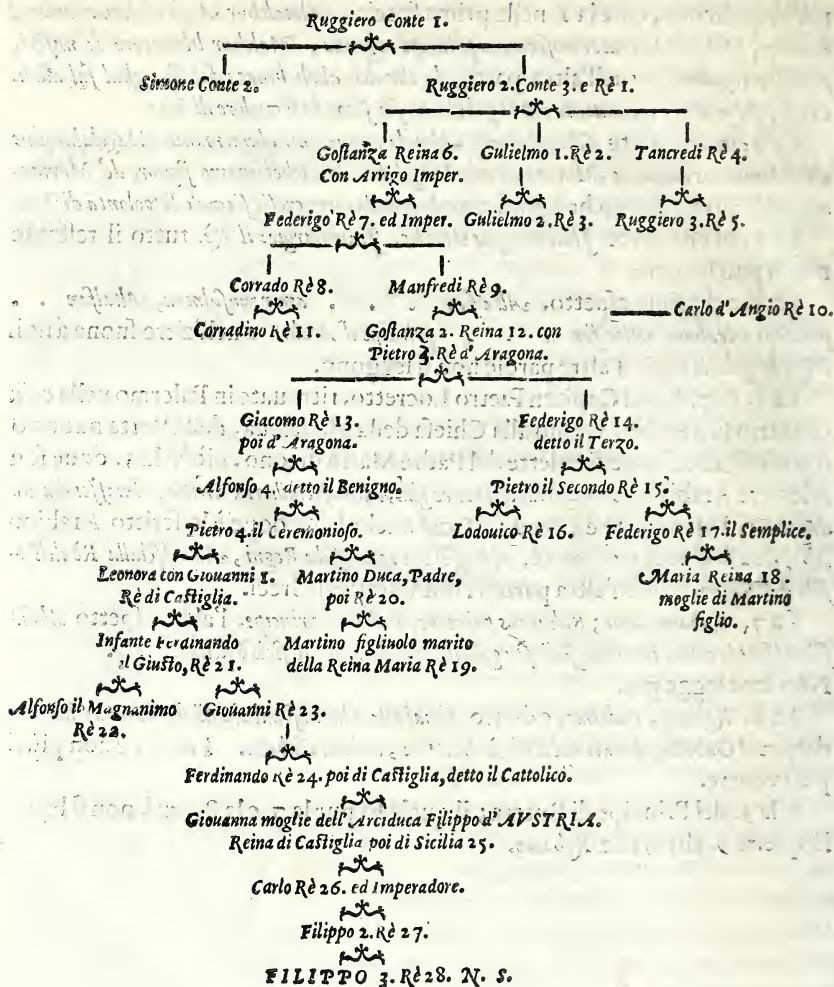 Ruggiero Conte 1.
Simone Conte 2.
Ruggiero 2. Conte 3. e Rè 1.
Gostanza Reina 6.
Con Arrigo Imper.
Gulielmo 1. Rè 2.
Tancredi Rè 4.
Federigo Rè 7. ed Imper.
Gulielmo 2. Rè 3.
Ruggiero 3. Rè 5.
Corrado Rè 8.
Manfredi Rè 9.
Carlo d'Angio Rè 10.
Corradino Rè 11.
Gostanza 2. Reina 12. con
Pietro 3. Rè d'Aragona.
Giacomo Rè 13.
poi d'Aragona.
Federigo Rè 14.
detto il Terzo.
Alfonso 4. detto il Benigno.
Pietro il Secondo Rè 15.
Pietro 4. il Ceremonioso.
Lodouico Rè 16.
Federigo Rè 17. il Semplice.
Leonora con Giouanni 1.
Rè di Castiglia.
Martino Duca, Padre,
poi Rè 20.
Maria Reina 18.
moglie di Martino
figlio.
Infante Ferdinando
il Giusto, Rè 21.
Martino figliuolo marito
della Reina Maria Rè 19.
Alfonso il Magnanimo
Rè 22.
Giouanni Rè 23.
Ferdinando Rè 24. poi di Castiglia, detto il Cattolico.
Giouanna moglie dell'Arciduca Filippo d'AVSTRIA.
Reina di Castiglia poi di Sicilia 25.
Carlo Rè 26. ed Imperadore.
Filippo 2. Rè 27.
FILIPPO 3. Rè 28. N. S.